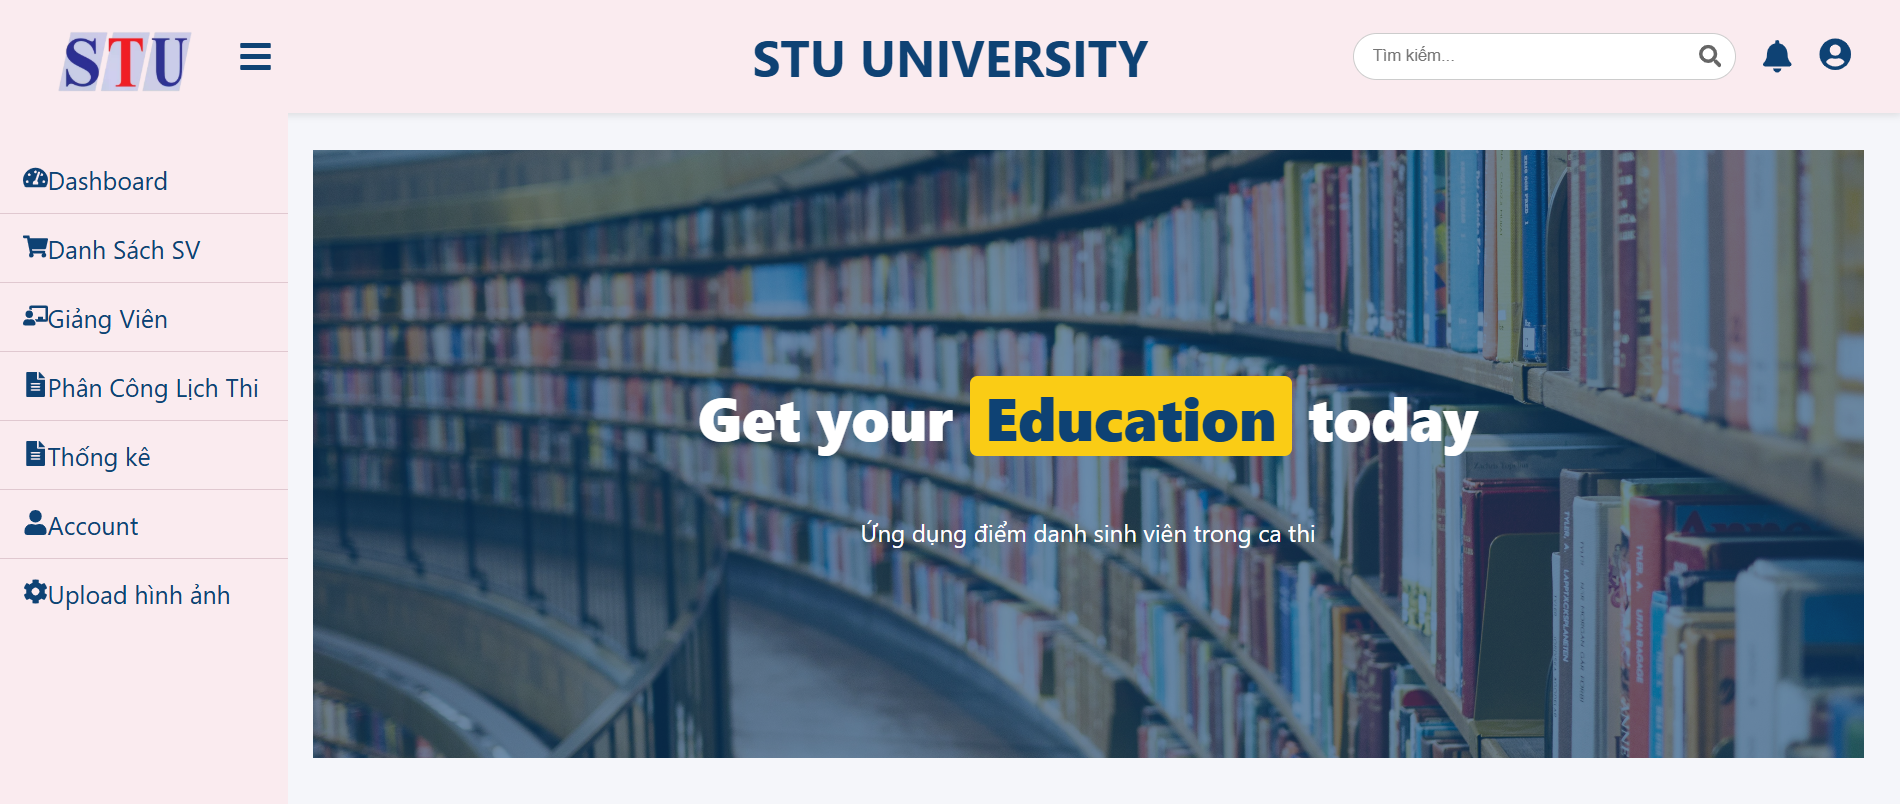 STU
STU UNIVERSITY
Tìm kiếm...
Dashboard
Danh Sách SV
Giảng Viên
Phân Công Lịch Thi
Thống kê
Account
Upload hình ảnh
Get your Education today
Ứng dụng điểm danh sinh viên trong ca thi